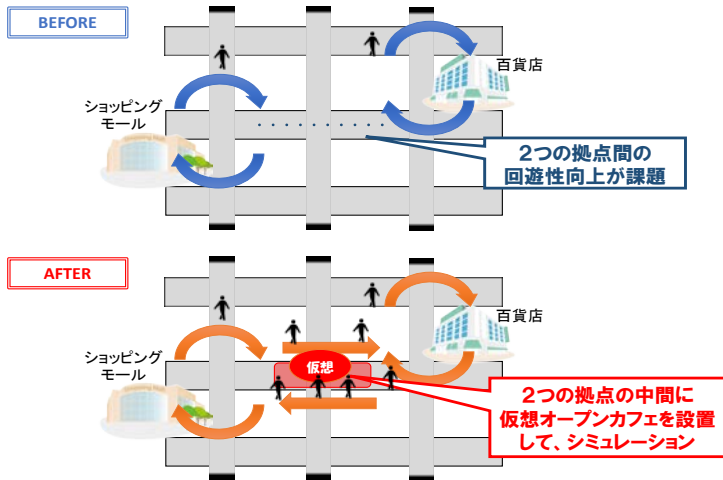 BEFORE
百貨店
ショッピング
モール
2つの拠点間の
回遊性向上が課題
AFTER
百貨店
ショッピング
モール
仮想
2つの拠点の中間に
仮想オープンカフェを設置
して、シミュレーション